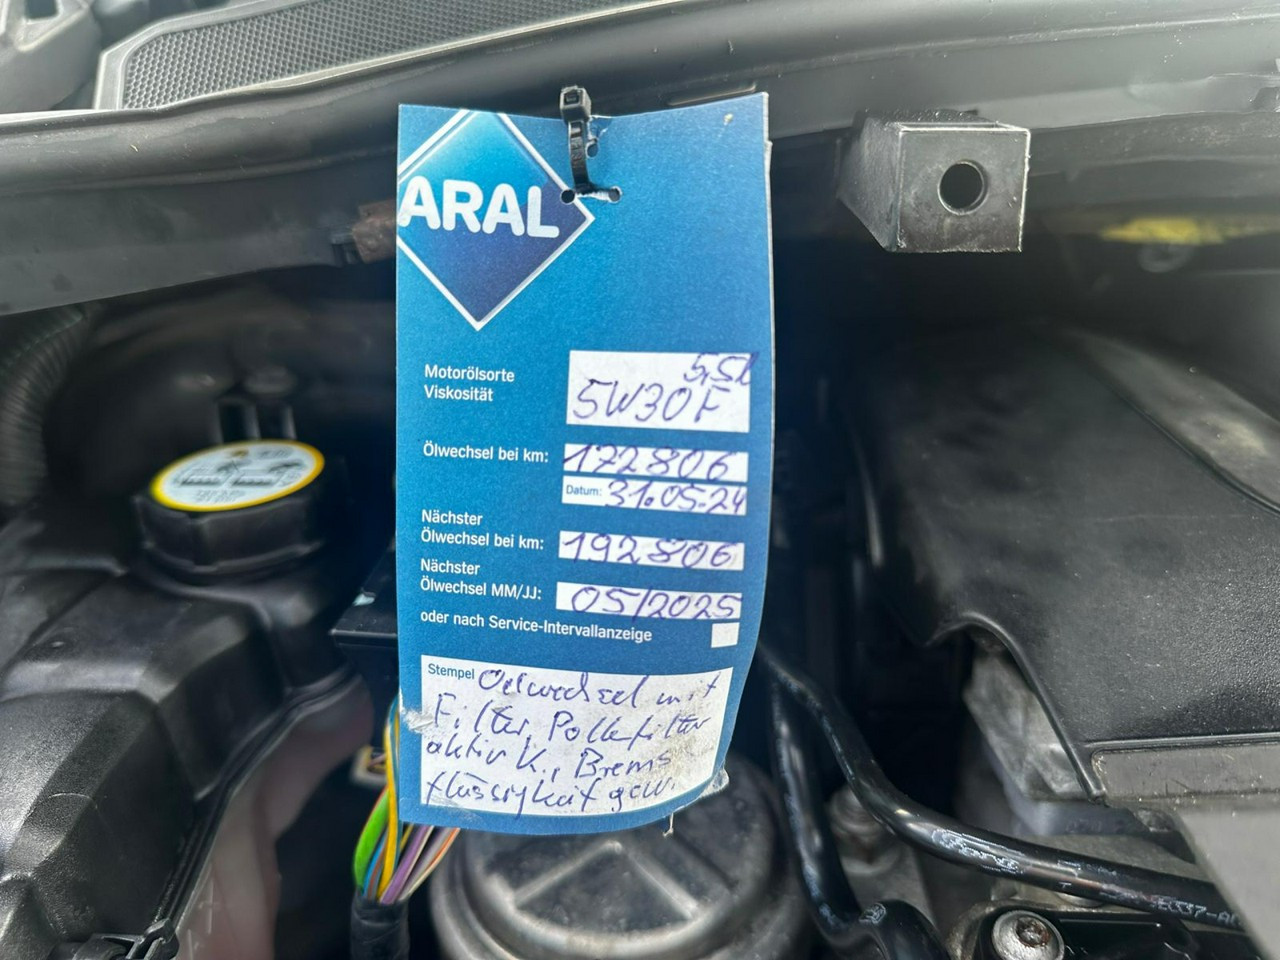 ARAL
Motorölsorte
Viskosität
5,5l
5W30F
Ölwechsel bei km: 172806
Datum: 31.05.24
Nächster
Ölwechsel bei km: 192806
Nächster
Ölwechsel MM/JJ: 05/2025
oder nach Service-Intervallanzeige
Stempel Oelwechsel mit
Filter, Pollenfilter
aktiv K., Brems
flüssigkeit gew.